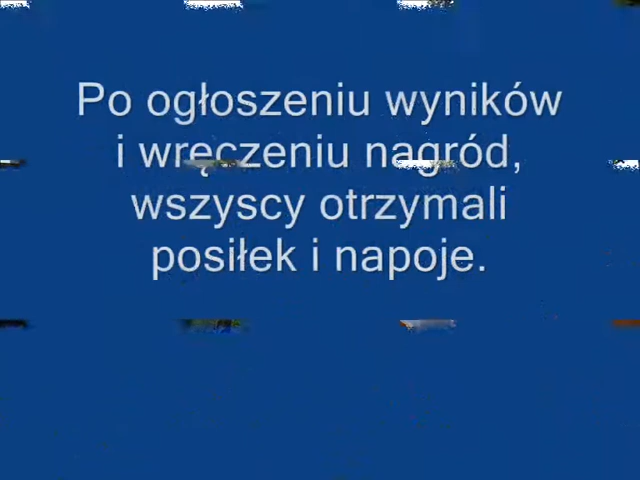 Po ogłoszeniu wyników
i wręczeniu nagród,
wszyscy otrzymali
posiłek i napoje.